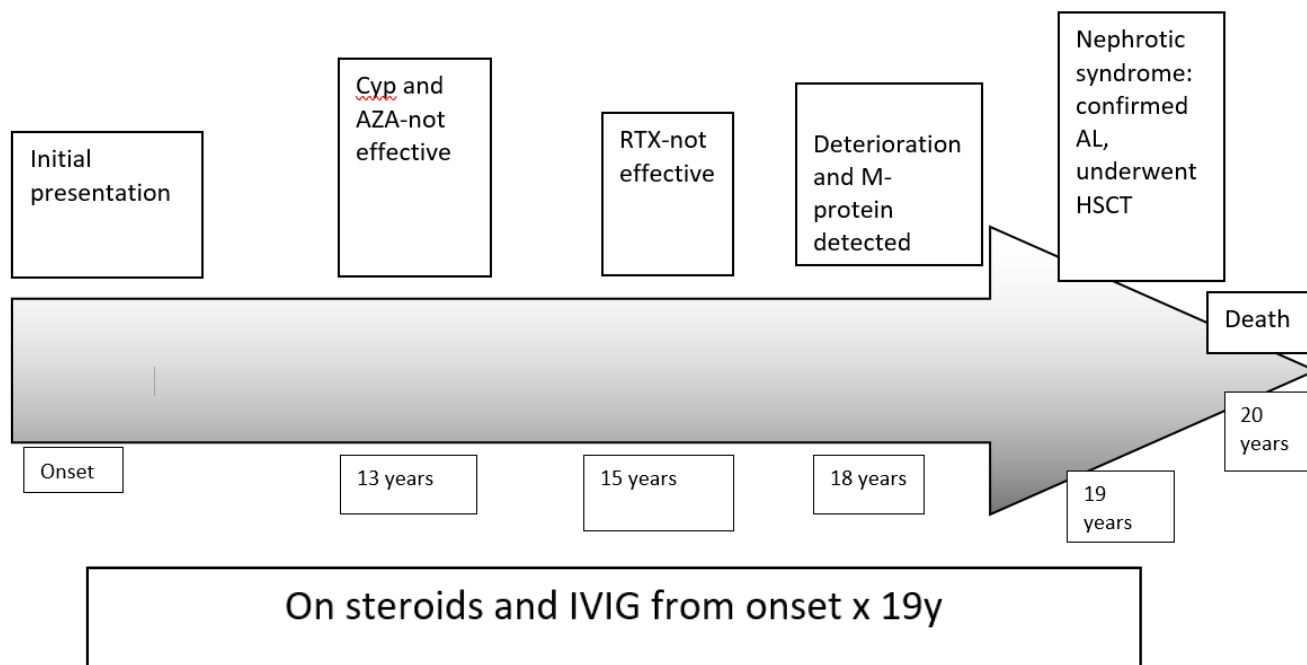 Initial
presentation
Cyp and
AZA-not
effective
RTX-not
effective
Deterioration
and M-
protein
detected
Nephrotic
syndrome:
confirmed
AL,
underwent
HSCT
Death
Onset
13 years
15 years
18 years
19
years
20
years
On steroids and IVIG from onset x 19y